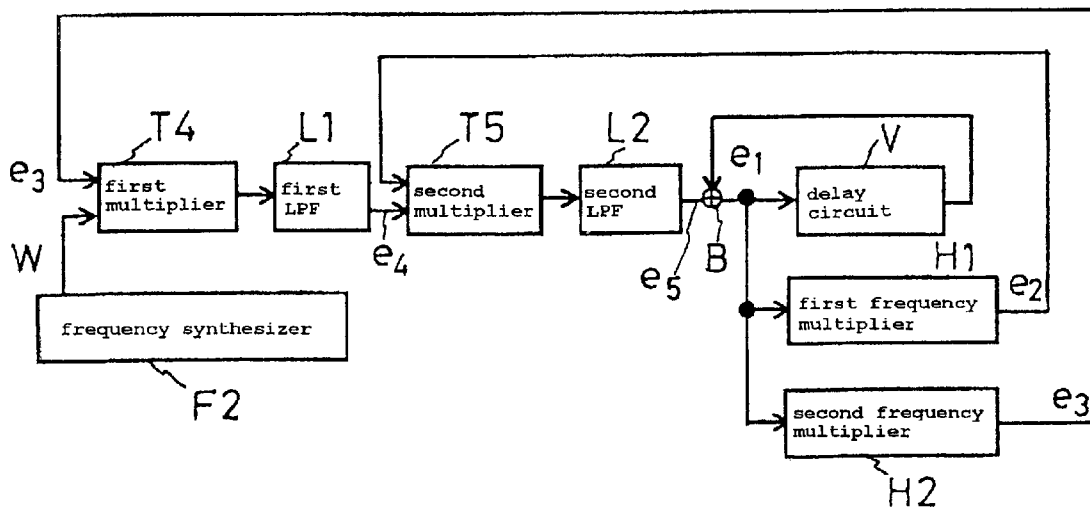 T4
L1
T5
L2
e1
V
e3
first
multiplier
first
LPF
second
multiplier
second
LPF
delay
circuit
W
e4
e5
B
H1
e2
first frequency
multiplier
frequency synthesizer
F2
second frequency
multiplier
e3
H2